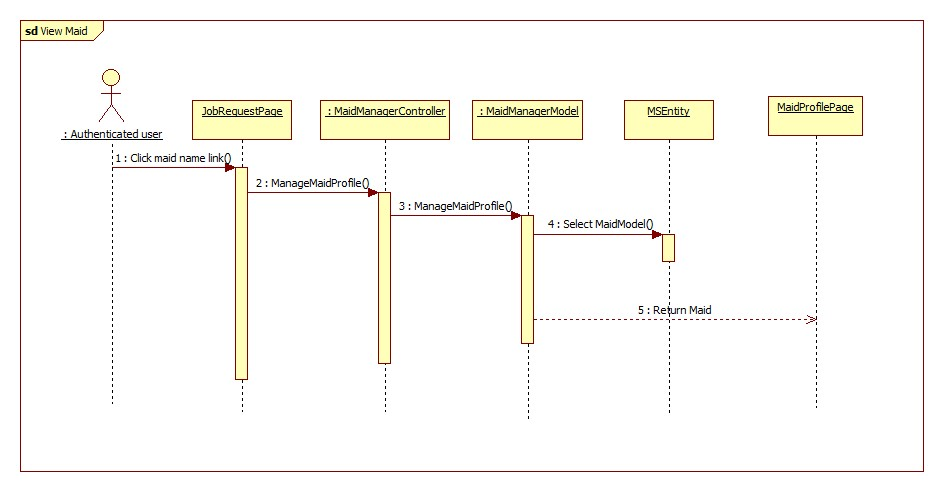 sd View Maid
: Authenticated user
JobRequestPage
: MaidManagerController
: MaidManagerModel
MSEntity
MaidProfilePage
1 : Click maid name link()
2 : ManageMaidProfile()
3 : ManageMaidProfile()
4 : Select MaidModel()
5 : Return Maid